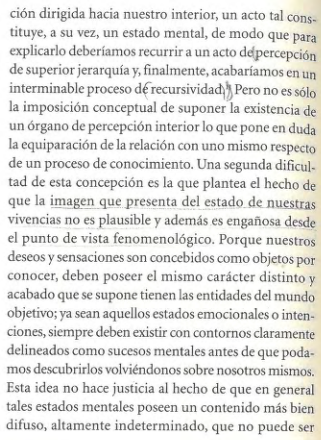 ción dirigida hacia nuestro interior, un acto tal cons-
tituye, a su vez, un estado mental, de modo que para
explicarlo deberíamos recurrir a un acto de percepción
de superior jerarquía y, finalmente, acabaríamos en un
interminable proceso de recursividad. Pero no es sólo
la imposición conceptual de suponer la existencia de
un órgano de percepción interior lo que pone en duda
la equiparación de la relación con uno mismo respecto
de un proceso de conocimiento. Una segunda dificul-
tad de esta concepción es la que plantea el hecho de
que la imagen que presenta del estado de nuestras
vivencias no es plausible y además es engañosa desde
el punto de vista fenomenológico. Porque nuestros
deseos y sensaciones son concebidos como objetos por
conocer, deben poseer el mismo carácter distinto y
acabado que se supone tienen las entidades del mundo
objetivo; ya sean aquellos estados emocionales o inten-
ciones, siempre deben existir con contornos claramente
delineados como sucesos mentales antes de que poda-
mos descubrirlos volviéndonos sobre nosotros mismos.
Esta idea no hace justicia al hecho de que en general
tales estados mentales poseen un contenido más bien
difuso, altamente indeterminado, que no puede ser